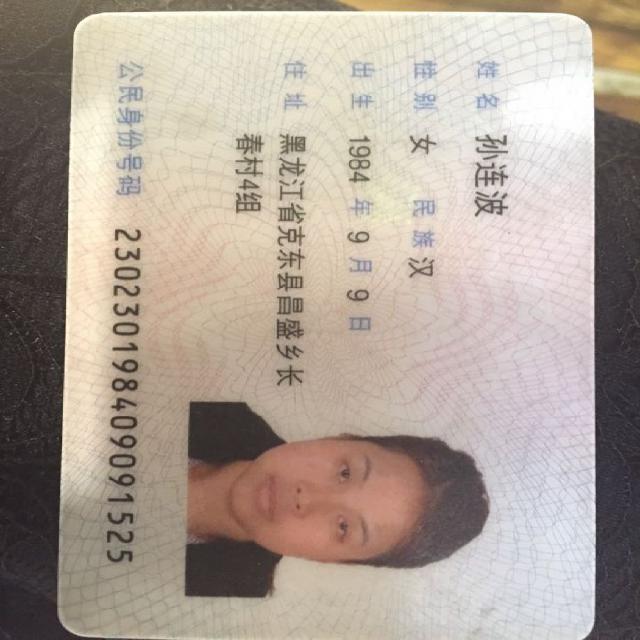 姓名 孙连波
性别 女 民族 汉
出生 1984 年 9 月 9 日
住址 黑龙江省克东县昌盛乡长
春村4组
公民身份号码 230230198409091525